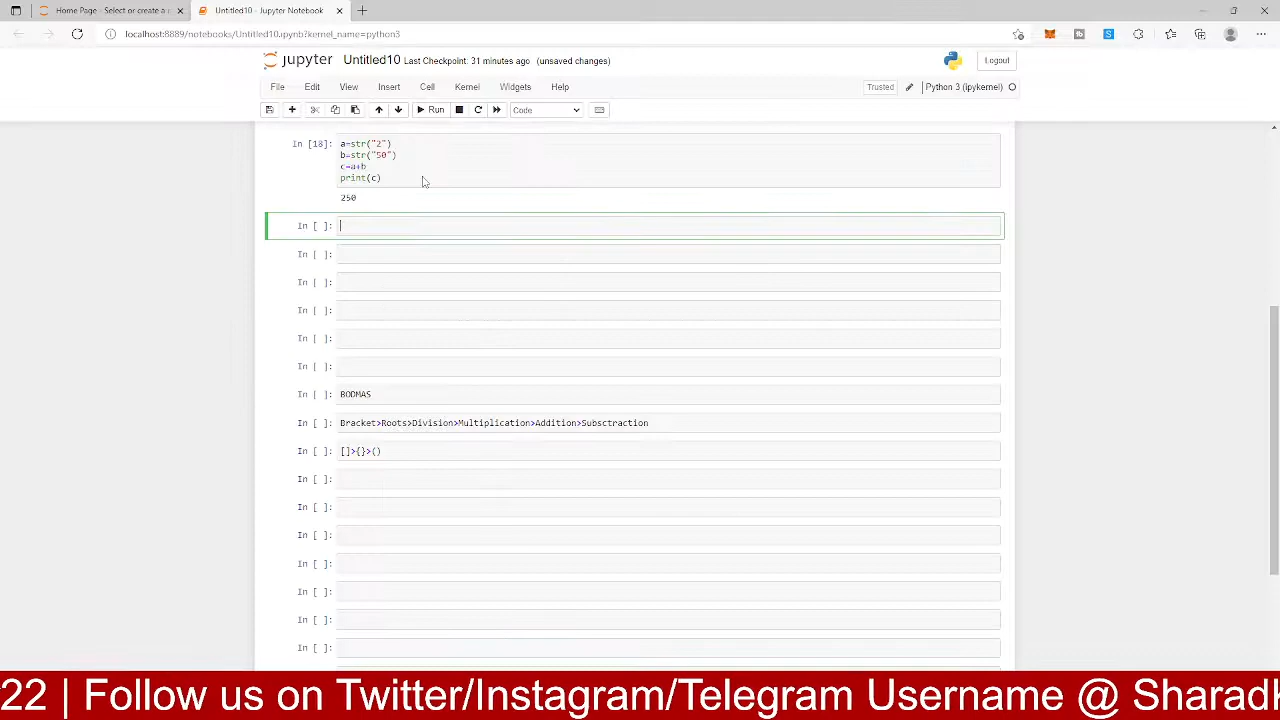 Home Page - Select or create a n
Untitled10 - Jupyter Notebook
localhost:8889/notebooks/Untitled10.ipynb?kernel_name=python3
jupyter Untitled10 Last Checkpoint: 31 minutes ago (unsaved changes)
Logout
File Edit View Insert Cell Kernel Widgets Help
Trusted
Python 3 (ipykernel)
Run
Code
In [18]: a=str("2")
b=str("50")
c=a+b
print(c)
250
In [ ]:
In [ ]:
In [ ]:
In [ ]:
In [ ]:
In [ ]:
In [ ]: BODMAS
In [ ]: Bracket>Roots>Division>Multiplication>Addition>Subsctraction
In [ ]: []>{}>()
In [ ]:
In [ ]:
In [ ]:
In [ ]:
In [ ]:
In [ ]:
In [ ]:
22 | Follow us on Twitter/Instagram/Telegram Username @ Sharadh